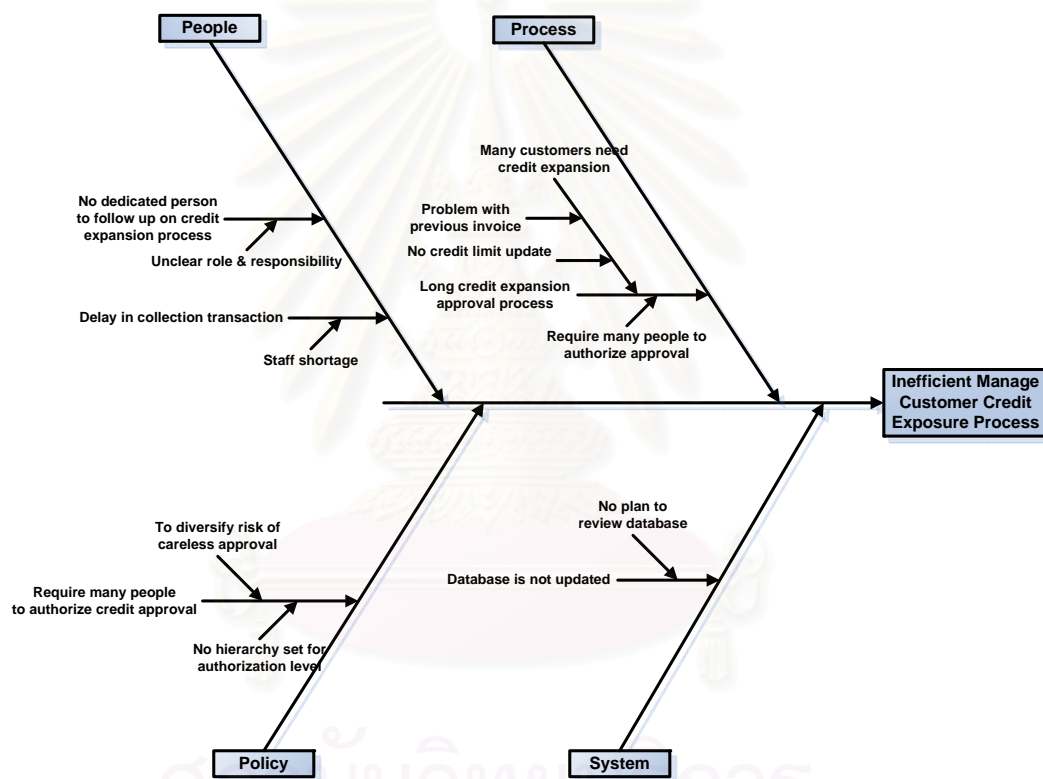 People
Process
Many customers need
credit expansion
No dedicated person
to follow up on credit
expansion process
Problem with
previous invoice
Unclear role & responsibility
No credit limit update
Long credit expansion
approval process
Delay in collection transaction
Require many people to
authorize approval
Staff shortage
Inefficient Manage
Customer Credit
Exposure Process
To diversify risk of
careless approval
No plan to
review database
Database is not updated
Require many people
to authorize credit approval
No hierarchy set for
authorization level
Policy
System